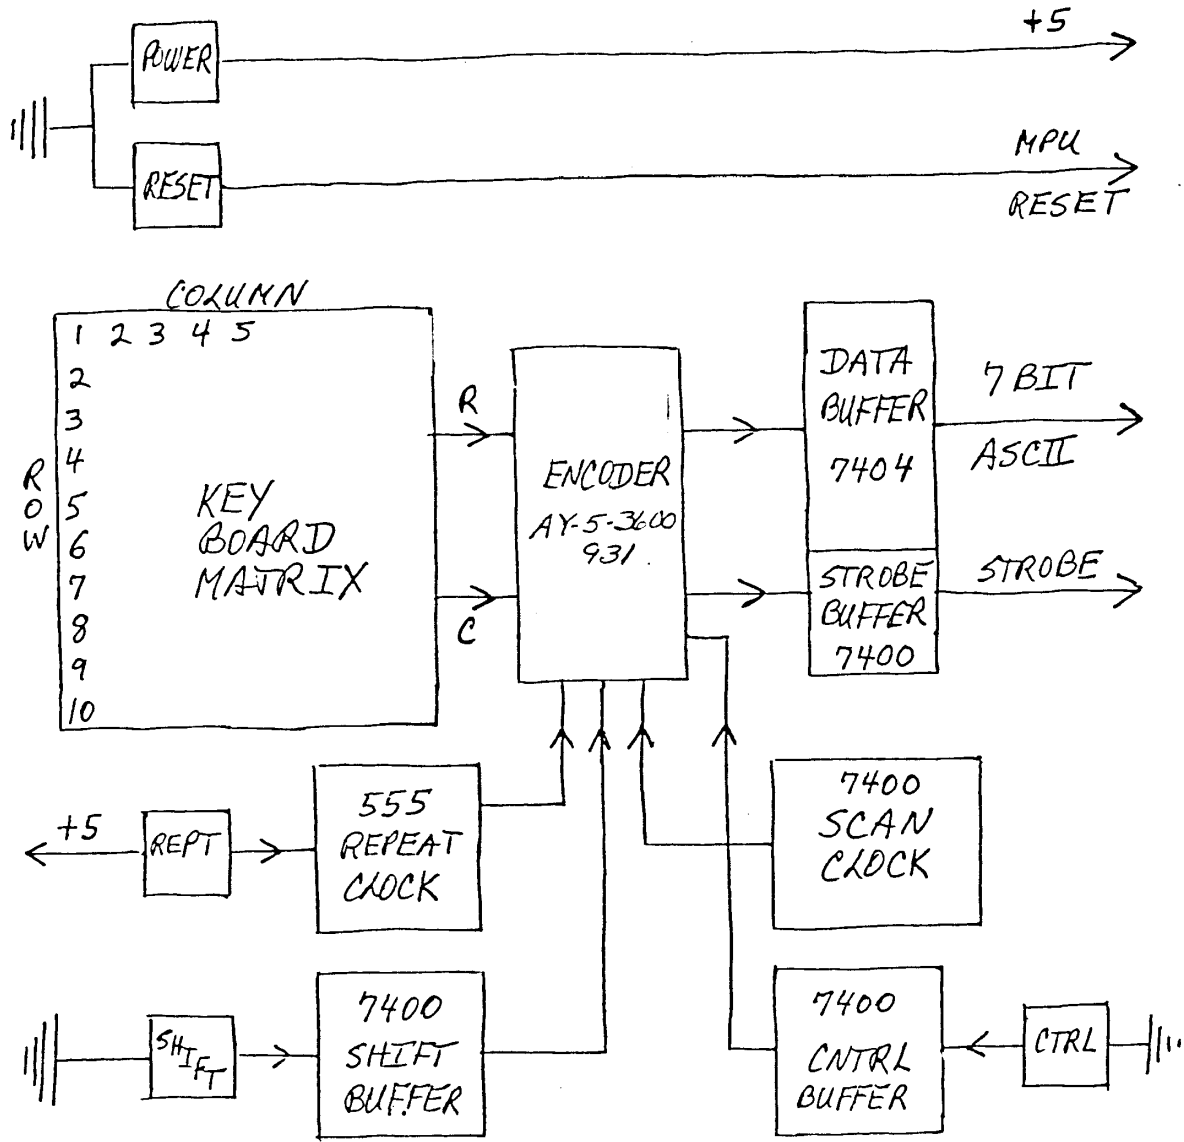 +5
POWER
MPU
RESET
RESET
COLUMN
1 2 3 4 5
2
3
4
5
6
7
8
9
10
ROW
KEY
BOARD
MATRIX
R
C
ENCODER
AY-5-3600
931
DATA
BUFFER
7404
7 BIT
ASCII
STROBE
BUFFER
7400
STROBE
+5
REPT
555
REPEAT
CLOCK
7400
SCAN
CLOCK
SHIFT
7400
SHIFT
BUFFER
7400
CNTRL
BUFFER
CTRL